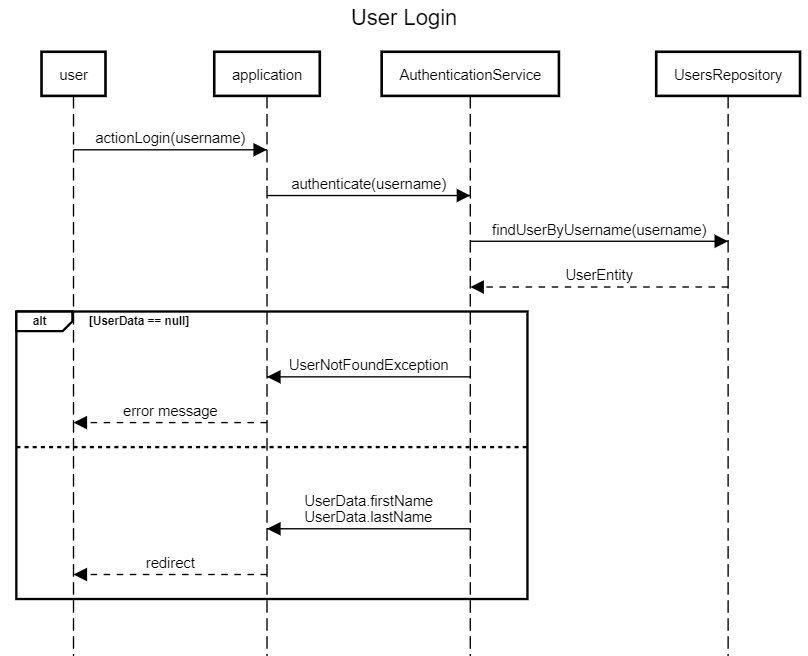 User Login
user
application
AuthenticationService
UsersRepository
actionLogin(username)
authenticate(username)
findUserByUsername(username)
UserEntity
alt
[UserData == null]
UserNotFoundException
error message
UserData.firstName
UserData.lastName
redirect